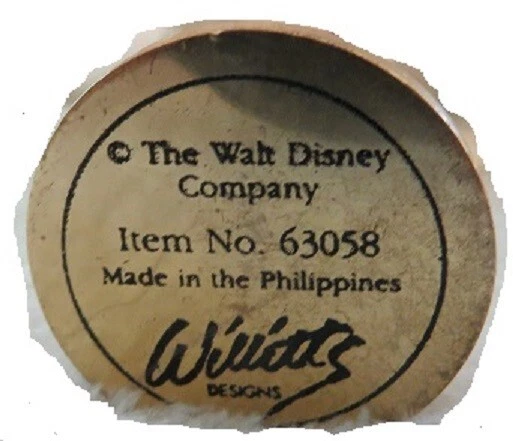 © The Walt Disney
Company
Item No. 63058
Made in the Philippines
Willitts
DESIGNS